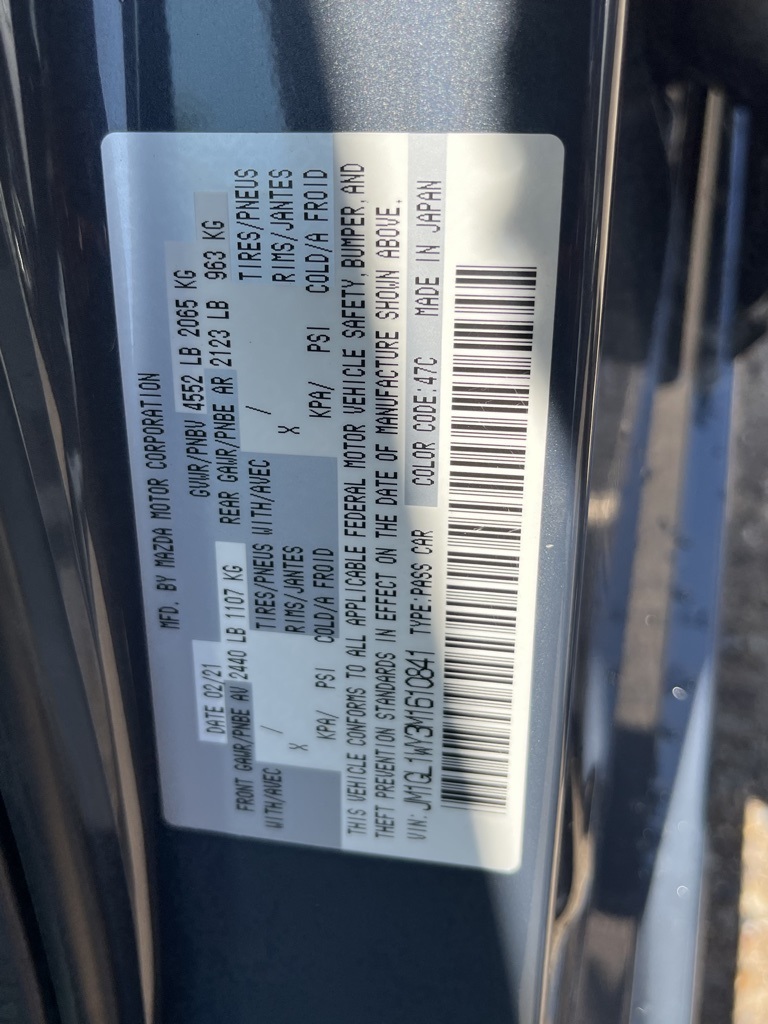 MFD. BY MAZDA MOTOR CORPORATION
DATE 02/21 GVWR/PNBV 4552 LB 2065 KG
FRONT GAWR/PNBE AV 2440 LB 1107 KG REAR GAWR/PNBE AR 2123 LB 963 KG
WITH/AVEC / TIRES/PNEUS WITH/AVEC / TIRES/PNEUS
X RIMS/JANTES X RIMS/JANTES
KPA/ PSI COLD/A FROID KPA/ PSI COLD/A FROID
THIS VEHICLE CONFORMS TO ALL APPLICABLE FEDERAL MOTOR VEHICLE SAFETY, BUMPER, AND
THEFT PREVENTION STANDARDS IN EFFECT ON THE DATE OF MANUFACTURE SHOWN ABOVE.
VIN: JM1GL1WY3M1610841 TYPE:PASS CAR COLOR CODE:47C MADE IN JAPAN